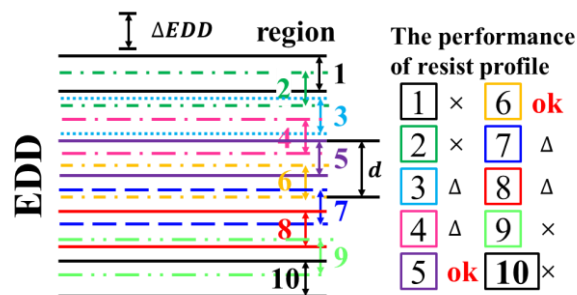 ΔEDD
region
EDD
1
2
3
4
5
6
7
8
9
10
d
The performance
of resist profile
1 × 6 ok
2 × 7 Δ
3 Δ 8 Δ
4 Δ 9 ×
5 ok 10 ×